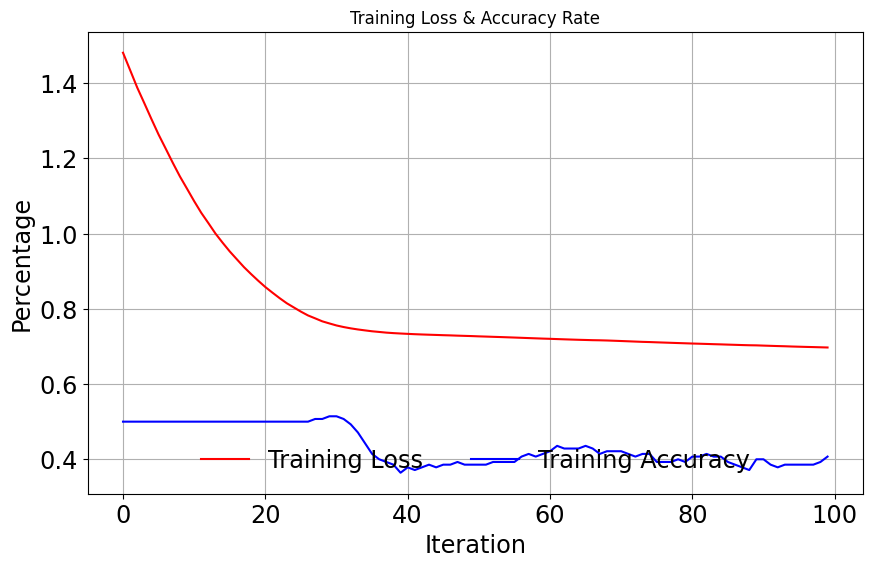 Training Loss & Accuracy Rate
Percentage
1.4
1.2
1.0
0.8
0.6
0.4
Training Loss Training Accuracy
0 20 40 60 80 100
Iteration